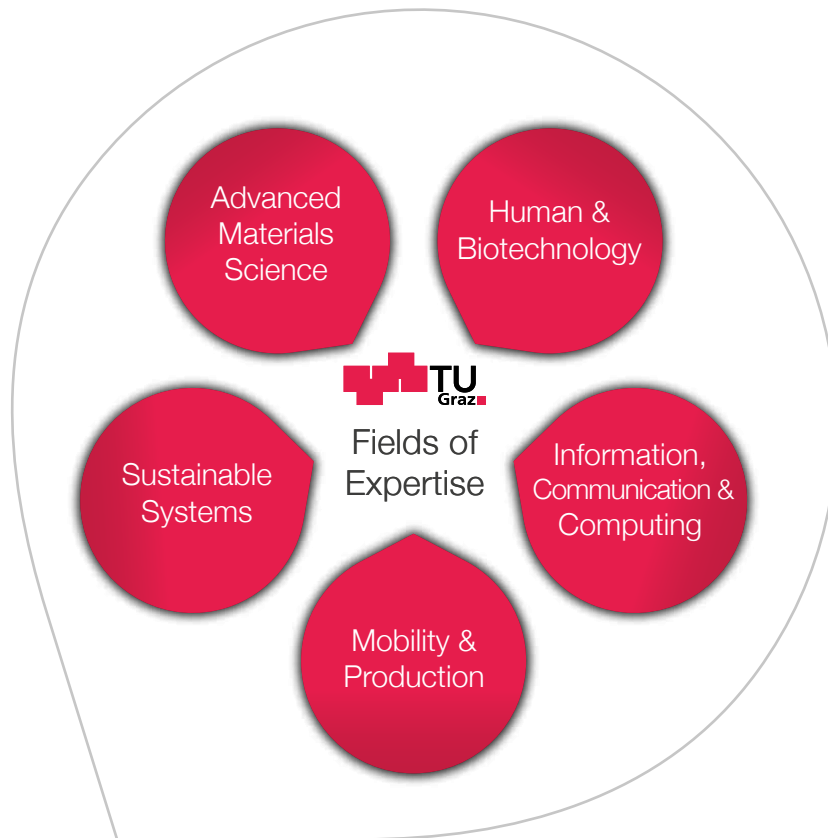 Advanced
Materials
Science
Human &
Biotechnology
TU
Graz
Fields of
Expertise
Sustainable
Systems
Information,
Communication &
Computing
Mobility &
Production